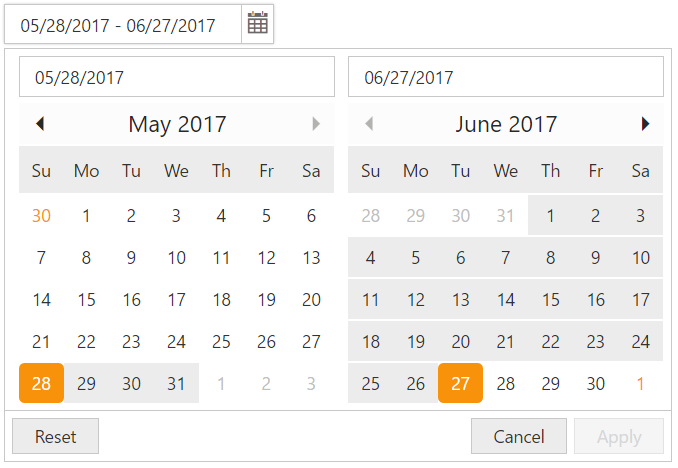 05/28/2017 - 06/27/2017
05/28/2017
06/27/2017
May 2017
June 2017
Su Mo Tu We Th Fr Sa
30 1 2 3 4 5 6
7 8 9 10 11 12 13
14 15 16 17 18 19 20
21 22 23 24 25 26 27
28 29 30 31 1 2 3
Su Mo Tu We Th Fr Sa
28 29 30 31 1 2 3
4 5 6 7 8 9 10
11 12 13 14 15 16 17
18 19 20 21 22 23 24
25 26 27 28 29 30 1
Reset
Cancel
Apply